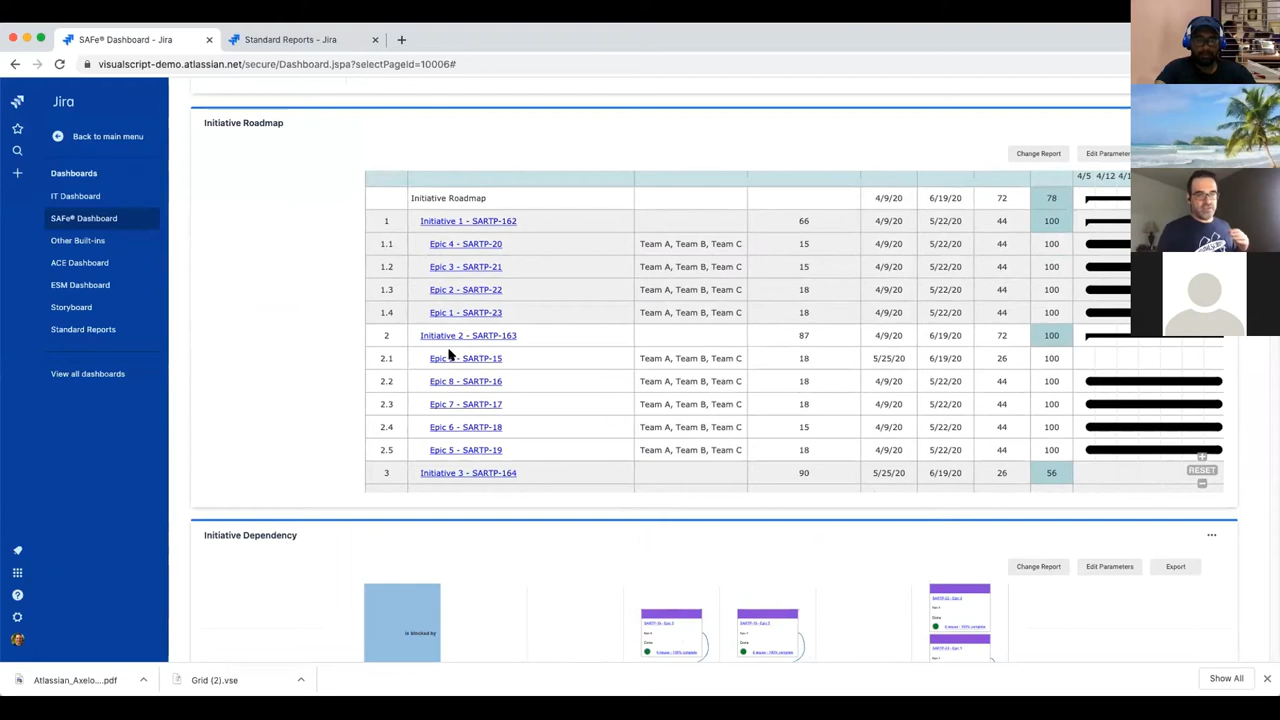 SAFe® Dashboard - Jira
Standard Reports - Jira
visualscript-demo.atlassian.net/secure/Dashboard.jspa?selectPageId=10006#
Jira
Back to main menu
Dashboards
IT Dashboard
SAFe® Dashboard
Other Built-ins
ACE Dashboard
ESM Dashboard
Storyboard
Standard Reports
View all dashboards
Initiative Roadmap
Change Report Edit Parameter
4/5 4/12 4/1
Initiative Roadmap 4/9/20 6/19/20 72 78
1 Initiative 1 - SARTP-162 66 4/9/20 5/22/20 44 100
1.1 Epic 4 - SARTP-20 Team A, Team B, Team C 15 4/9/20 5/22/20 44 100
1.2 Epic 3 - SARTP-21 Team A, Team B, Team C 15 4/9/20 5/22/20 44 100
1.3 Epic 2 - SARTP-22 Team A, Team B, Team C 18 4/9/20 5/22/20 44 100
1.4 Epic 1 - SARTP-23 Team A, Team B, Team C 18 4/9/20 5/22/20 44 100
2 Initiative 2 - SARTP-163 87 4/9/20 6/19/20 72 100
2.1 Epic - SARTP-15 Team A, Team B, Team C 18 5/25/20 6/19/20 26 100
2.2 Epic 8 - SARTP-16 Team A, Team B, Team C 18 4/9/20 5/22/20 44 100
2.3 Epic 7 - SARTP-17 Team A, Team B, Team C 18 4/9/20 5/22/20 44 100
2.4 Epic 6 - SARTP-18 Team A, Team B, Team C 15 4/9/20 5/22/20 44 100
2.5 Epic 5 - SARTP-19 Team A, Team B, Team C 18 4/9/20 5/22/20 44 100
3 Initiative 3 - SARTP-164 90 5/25/20 6/19/20 26 56
RESET
Initiative Dependency
Change Report Edit Parameters Export
is blocked by
Done
Done
Atlassian_Axelo....pdf
Grid (2).vse
Show All